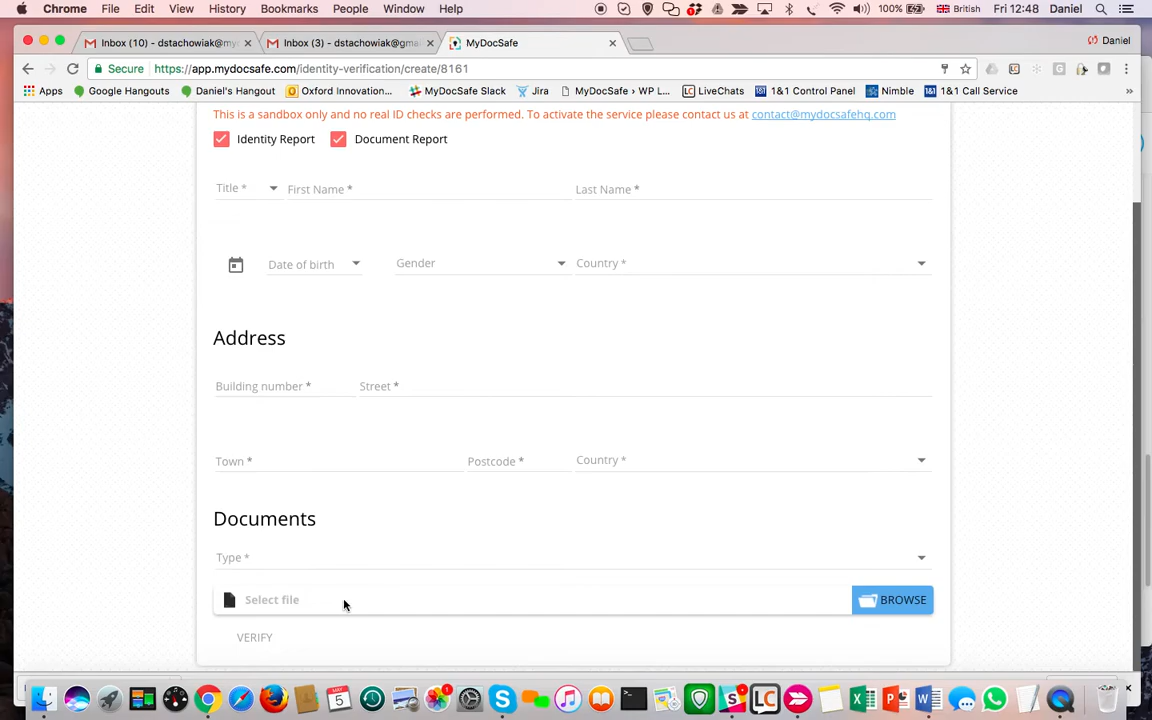 Chrome File Edit View History Bookmarks People Window Help 100% British Fri 12:48 Daniel
Inbox (10) - dstachowiak@my Inbox (3) - dstachowiak@gma MyDocSafe Daniel
Secure https://app.mydocsafe.com/identity-verification/create/8161
Apps Google Hangouts Daniel's Hangout Oxford Innovation... MyDocSafe Slack Jira MyDocSafe > WP L... LiveChats 1&1 Control Panel Nimble 1&1 Call Service »
This is a sandbox only and no real ID checks are performed. To activate the service please contact us at contact@mydocsafehq.com
Identity Report Document Report
Title * First Name * Last Name *
Date of birth Gender Country *
Address
Building number * Street *
Town * Postcode * Country *
Documents
Type *
Select file BROWSE
VERIFY